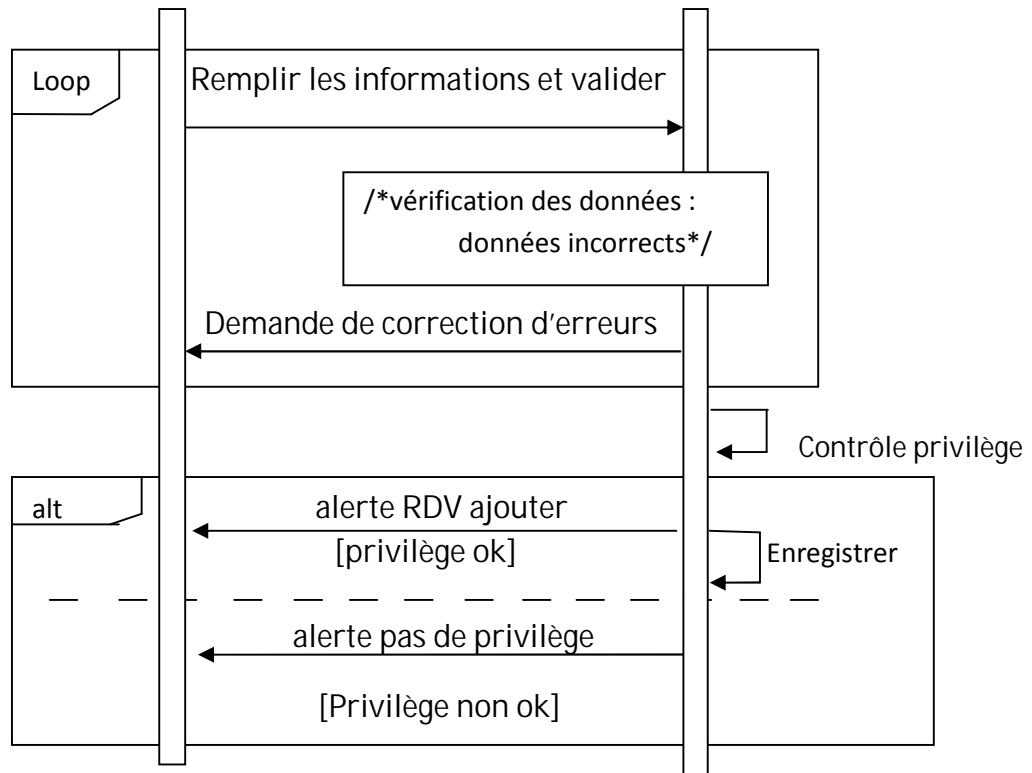 Loop
Remplir les informations et valider
/*vérification des données :
données incorrects*/
Demande de correction d'erreurs
Contrôle privilège
alt
alerte RDV ajouter
[privilège ok]
Enregistrer
alerte pas de privilège
[Privilège non ok]